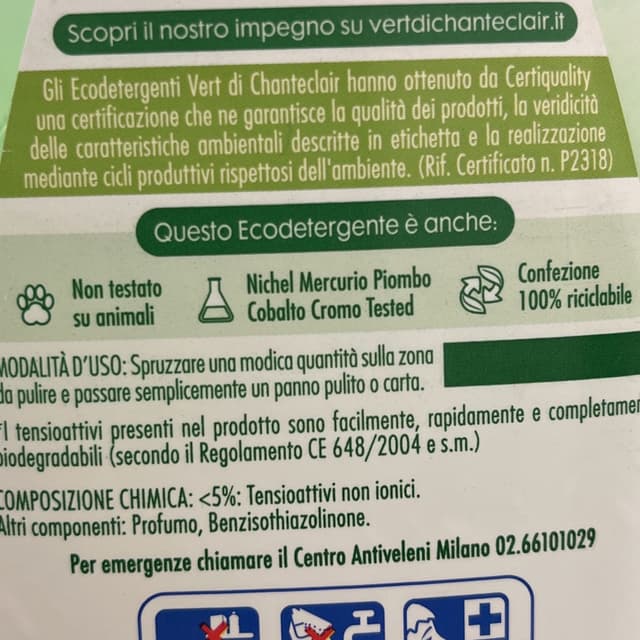 Scopri il nostro impegno su vertdichanteclair.it
Gli Ecodetergenti Vert di Chanteclair hanno ottenuto da Certiquality
una certificazione che ne garantisce la qualità dei prodotti, la veridicità
delle caratteristiche ambientali descritte in etichetta e la realizzazione
mediante cicli produttivi rispettosi dell'ambiente. (Rif. Certificato n. P2318)
Questo Ecodetergente è anche:
Non testato
su animali
Nichel Mercurio Piombo
Cobalto Cromo Tested
Confezione
100% riciclabile
MODALITÀ D'USO: Spruzzare una modica quantità sulla zona
da pulire e passare semplicemente un panno pulito o carta.
*I tensioattivi presenti nel prodotto sono facilmente, rapidamente e completamen
biodegradabili (secondo il Regolamento CE 648/2004 e s.m.)
COMPOSIZIONE CHIMICA: <5%: Tensioattivi non ionici.
Altri componenti: Profumo, Benzisothiazolinone.
Per emergenze chiamare il Centro Antiveleni Milano 02.66101029